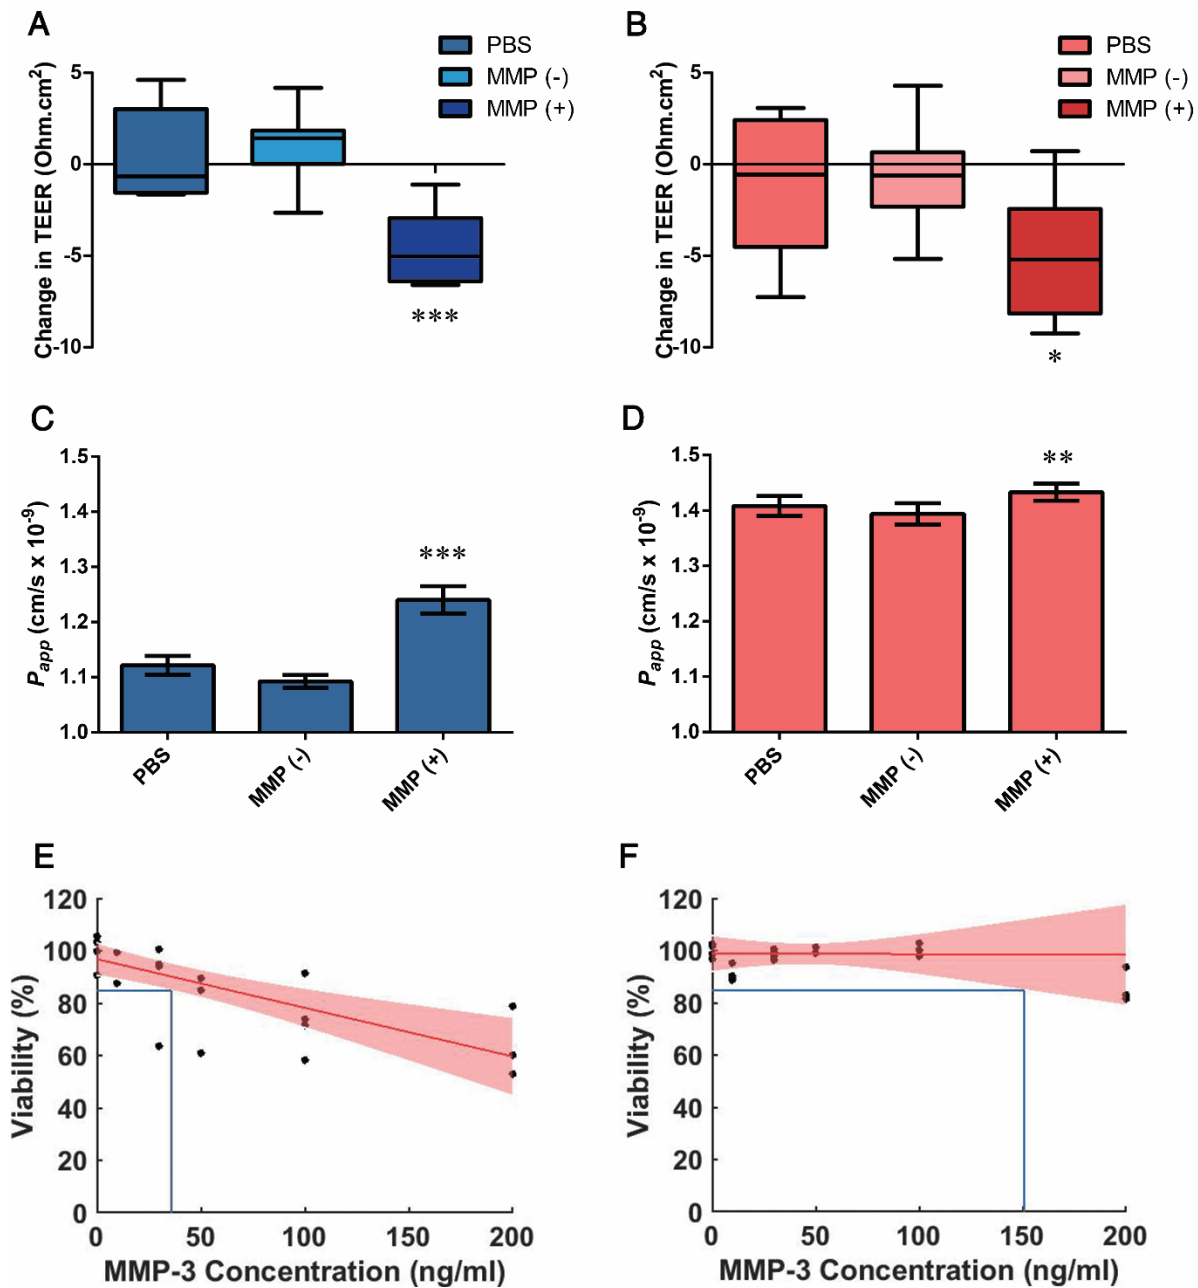 A
PBS
MMP (-)
MMP (+)
Change in TEER (Ohm.cm²)
5
0
-5
-10
***
B
PBS
MMP (-)
MMP (+)
Change in TEER (Ohm.cm²)
5
0
-5
-10
*
C
Papp (cm/s x 10⁻⁹)
1.5
1.4
1.3
1.2
1.1
1.0
***
PBS
MMP (-)
MMP (+)
D
Papp (cm/s x 10⁻⁹)
1.5
1.4
1.3
1.2
1.1
1.0
**
PBS
MMP (-)
MMP (+)
E
Viability (%)
120
100
80
60
40
20
0
0 50 100 150 200
MMP-3 Concentration (ng/ml)
F
Viability (%)
120
100
80
60
40
20
0
0 50 100 150 200
MMP-3 Concentration (ng/ml)